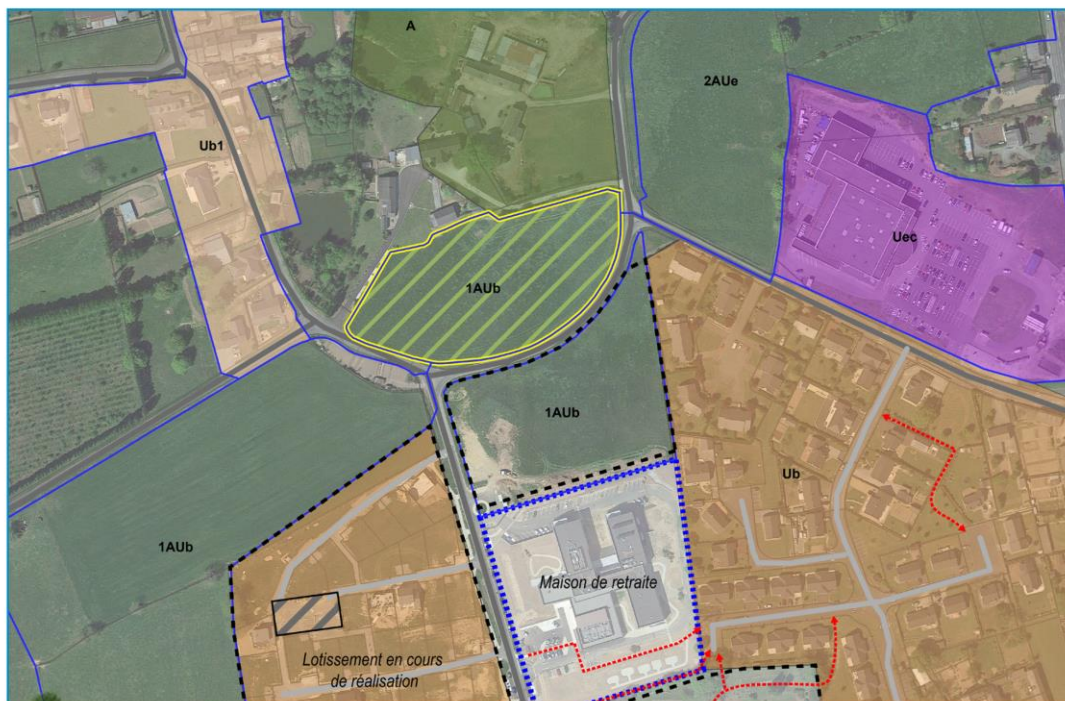 A
2AUe
Ub1
Uec
1AUb
1AUb
Ub
1AUb
Maison de retraite
Lotissement en cours
de réalisation